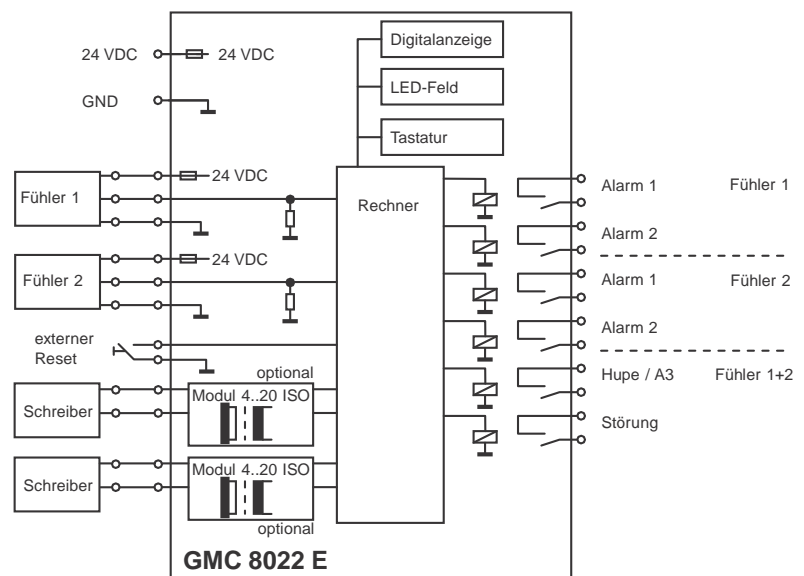 Digitalanzeige
24 VDC 24 VDC
LED-Feld
GND
Tastatur
24 VDC
Fühler 1
Rechner
Alarm 1 Fühler 1
Alarm 2
24 VDC
Fühler 2
Alarm 1 Fühler 2
Alarm 2
externer
Reset
optional
Hupe / A3 Fühler 1+2
Modul 4..20 ISO
Schreiber
Störung
Modul 4..20 ISO
Schreiber
optional
GMC 8022 E